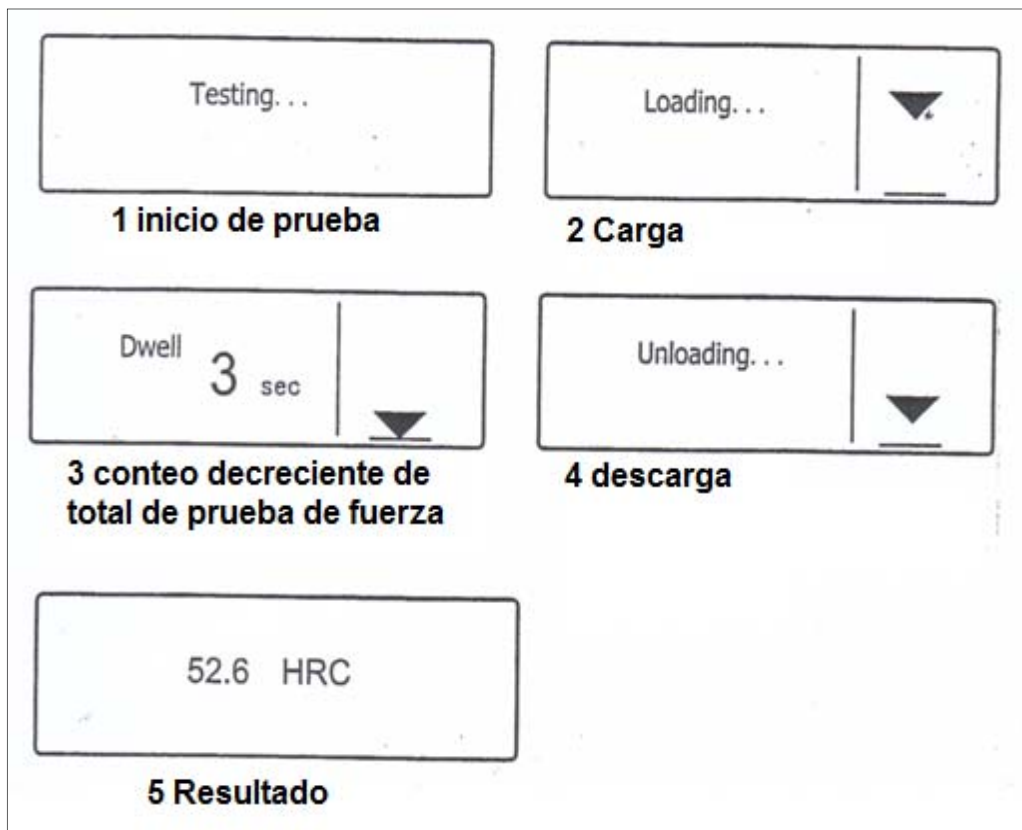 Testing. . .
1 inicio de prueba
Loading. . .
2 Carga
Dwell 3 sec
3 conteo decreciente de
total de prueba de fuerza
Unloading. . .
4 descarga
52.6 HRC
5 Resultado